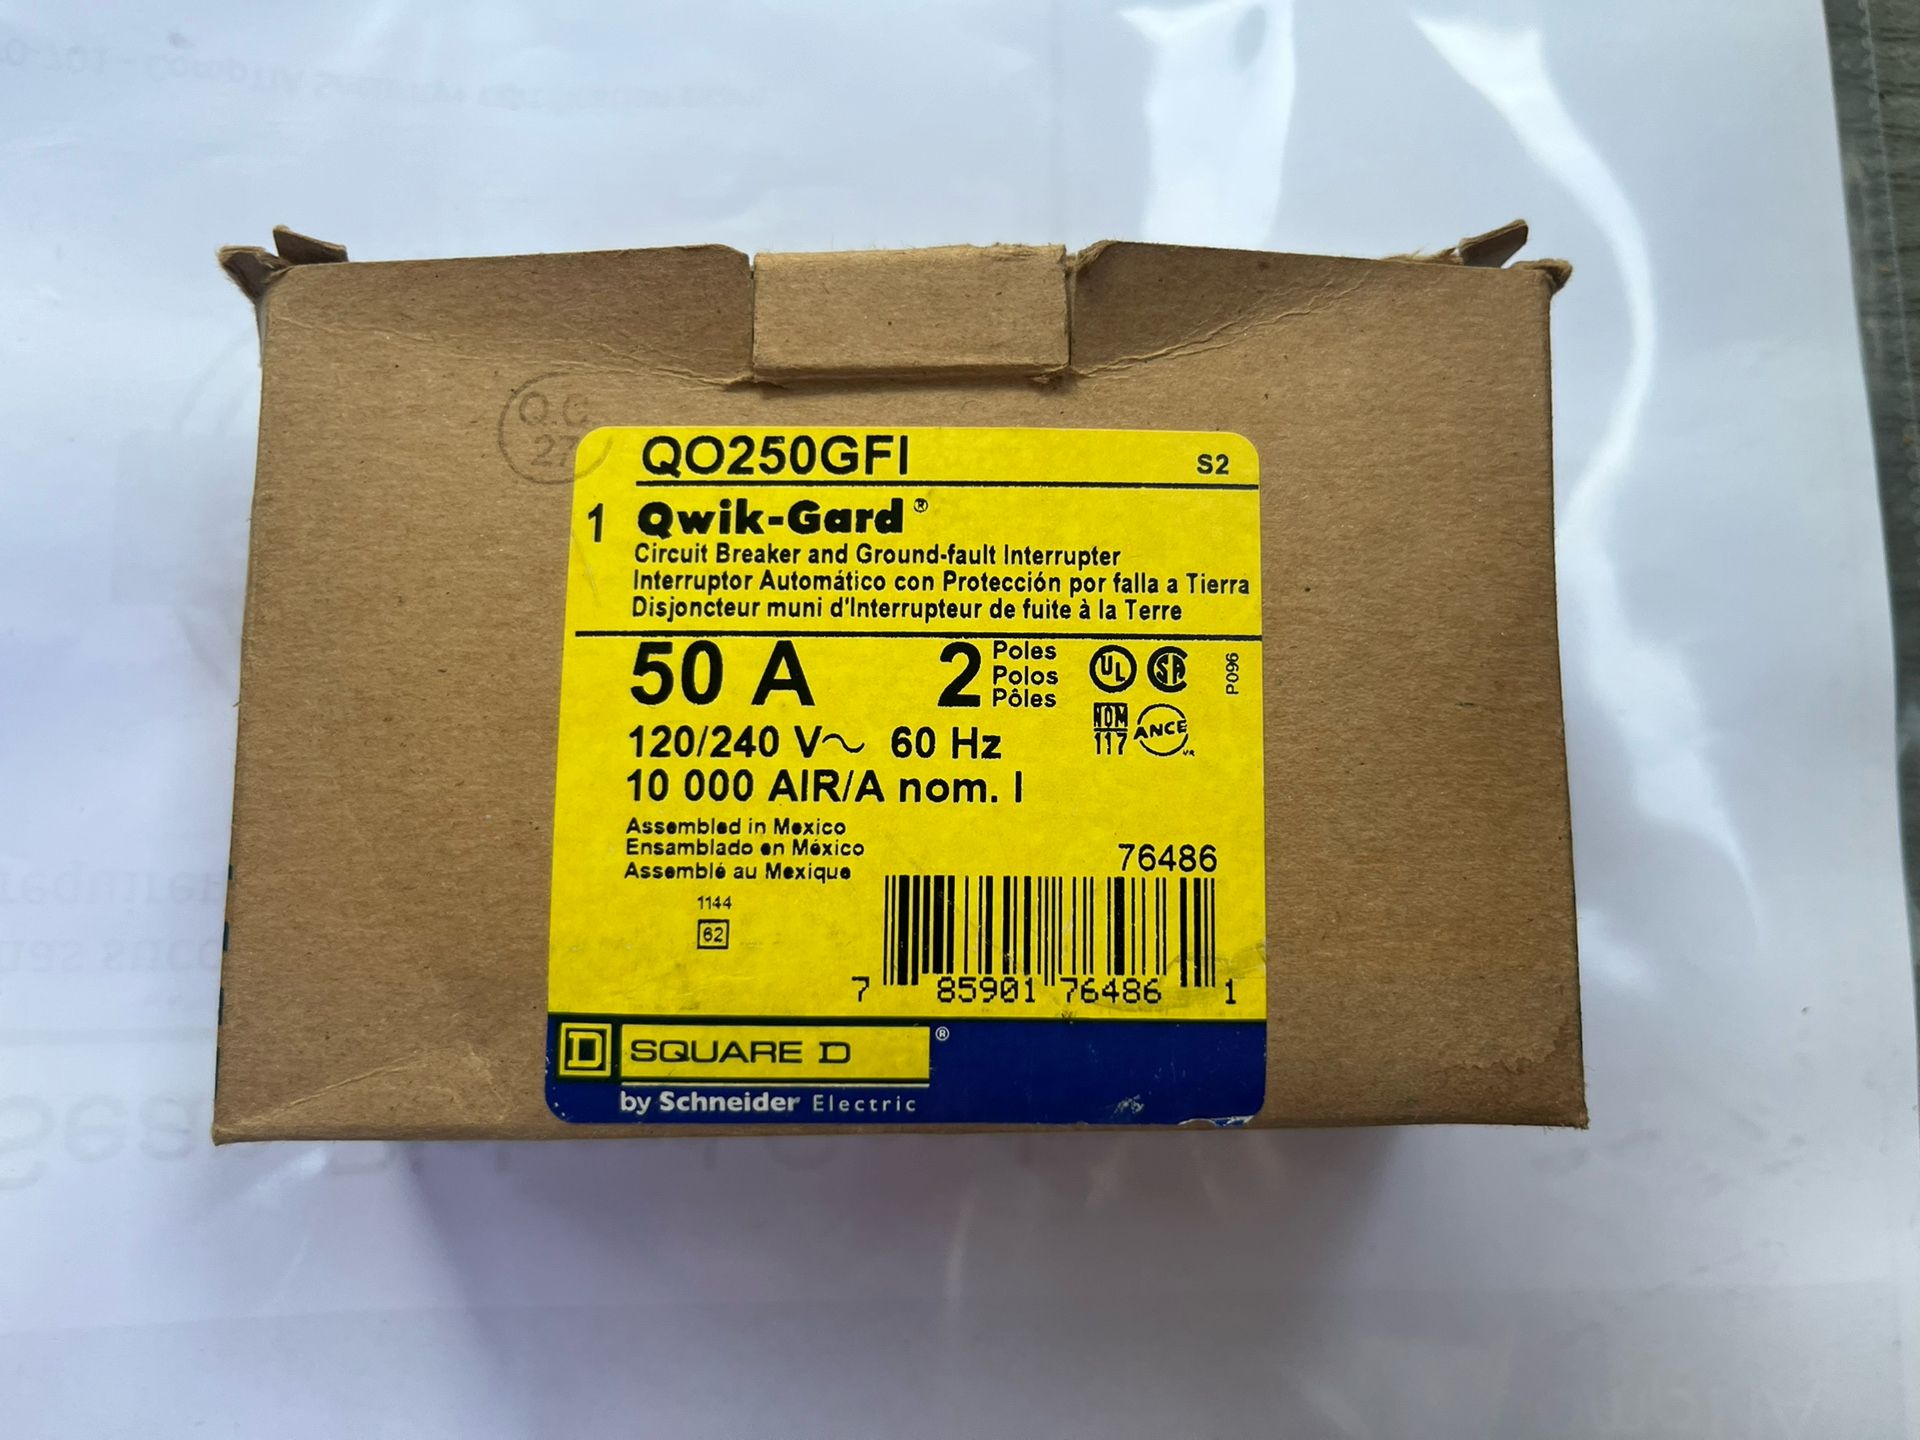 Q.C
27
QO250GFI
S2
1 Qwik-Gard®
Circuit Breaker and Ground-fault Interrupter
Interruptor Automático con Protección por falla a Tierra
Disjoncteur muni d'Interrupteur de fuite à la Terre
50 A 2 Poles
Polos
Pôles
UL SA P096
120/240 V~ 60 Hz
NOM
117 ANCE
10 000 AIR/A nom. I
Assembled in Mexico
Ensamblado en México
Assemblé au Mexique
76486
1144
62
7 85901 76486 1
D SQUARE D ®
by Schneider Electric